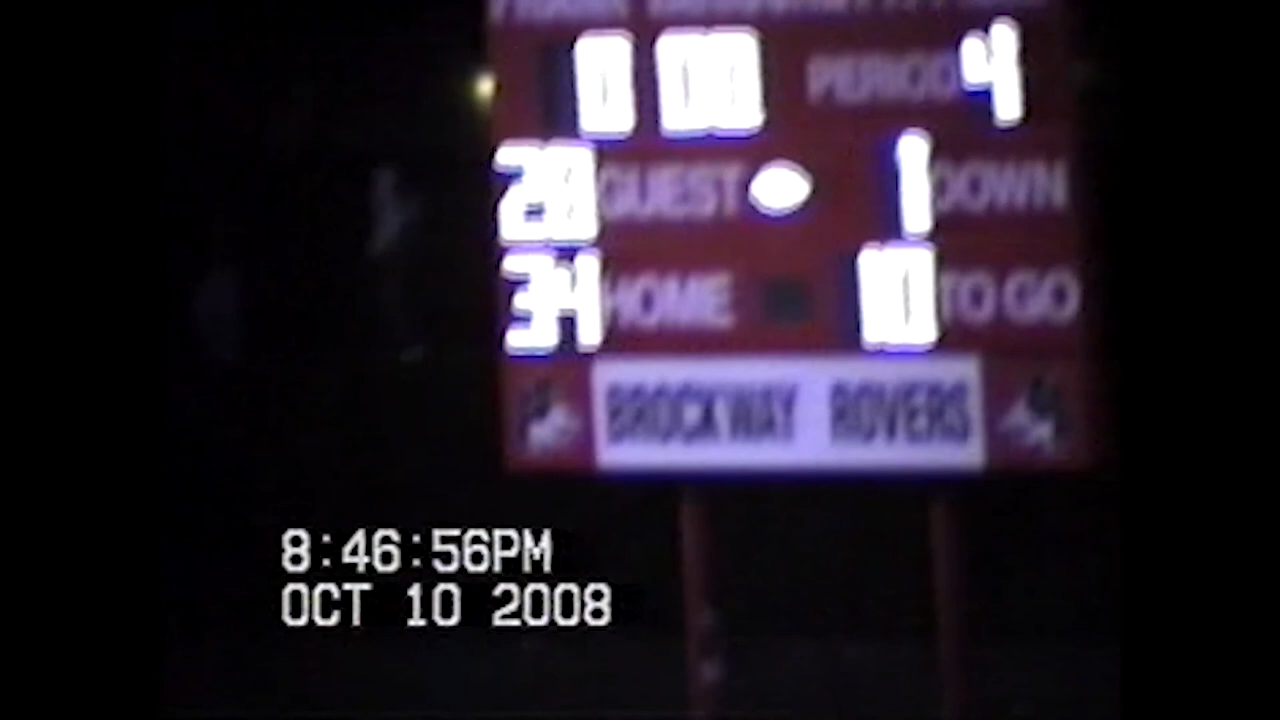 0 00 PERIOD 4
GUEST 1 DOWN
34 HOME 10 TO GO
BROCKWAY ROVERS
8:46:56PM
OCT 10 2008